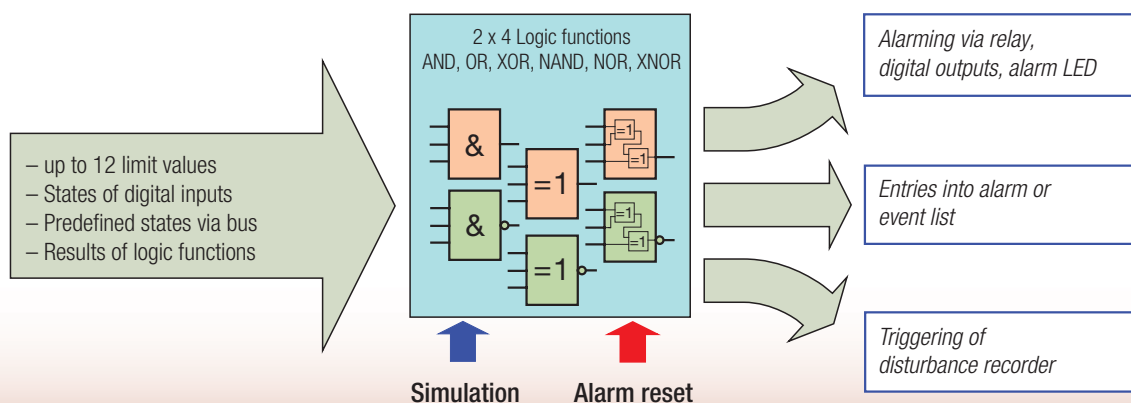 – up to 12 limit values
– States of digital inputs
– Predefined states via bus
– Results of logic functions
2 x 4 Logic functions
AND, OR, XOR, NAND, NOR, XNOR
&
=1
=1
=1
&
=1
=1
=1
Simulation
Alarm reset
Alarming via relay,
digital outputs, alarm LED
Entries into alarm or
event list
Triggering of
disturbance recorder